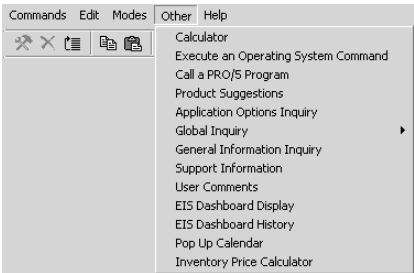 Commands Edit Modes Other Help
Calculator
Execute an Operating System Command
Call a PRO/5 Program
Product Suggestions
Application Options Inquiry
Global Inquiry
General Information Inquiry
Support Information
User Comments
EIS Dashboard Display
EIS Dashboard History
Pop Up Calendar
Inventory Price Calculator